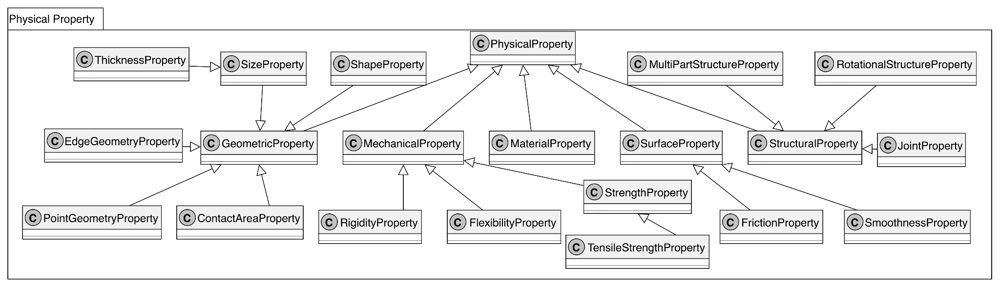 Physical Property
C PhysicalProperty
C ThicknessProperty
C SizeProperty
C ShapeProperty
C MultiPartStructureProperty
C RotationalStructureProperty
C EdgeGeometryProperty
C GeometricProperty
C MechanicalProperty
C MaterialProperty
C SurfaceProperty
C StructuralProperty
C JointProperty
C StrengthProperty
C PointGeometryProperty
C ContactAreaProperty
C RigidityProperty
C FlexibilityProperty
C FrictionProperty
C SmoothnessProperty
C TensileStrengthProperty